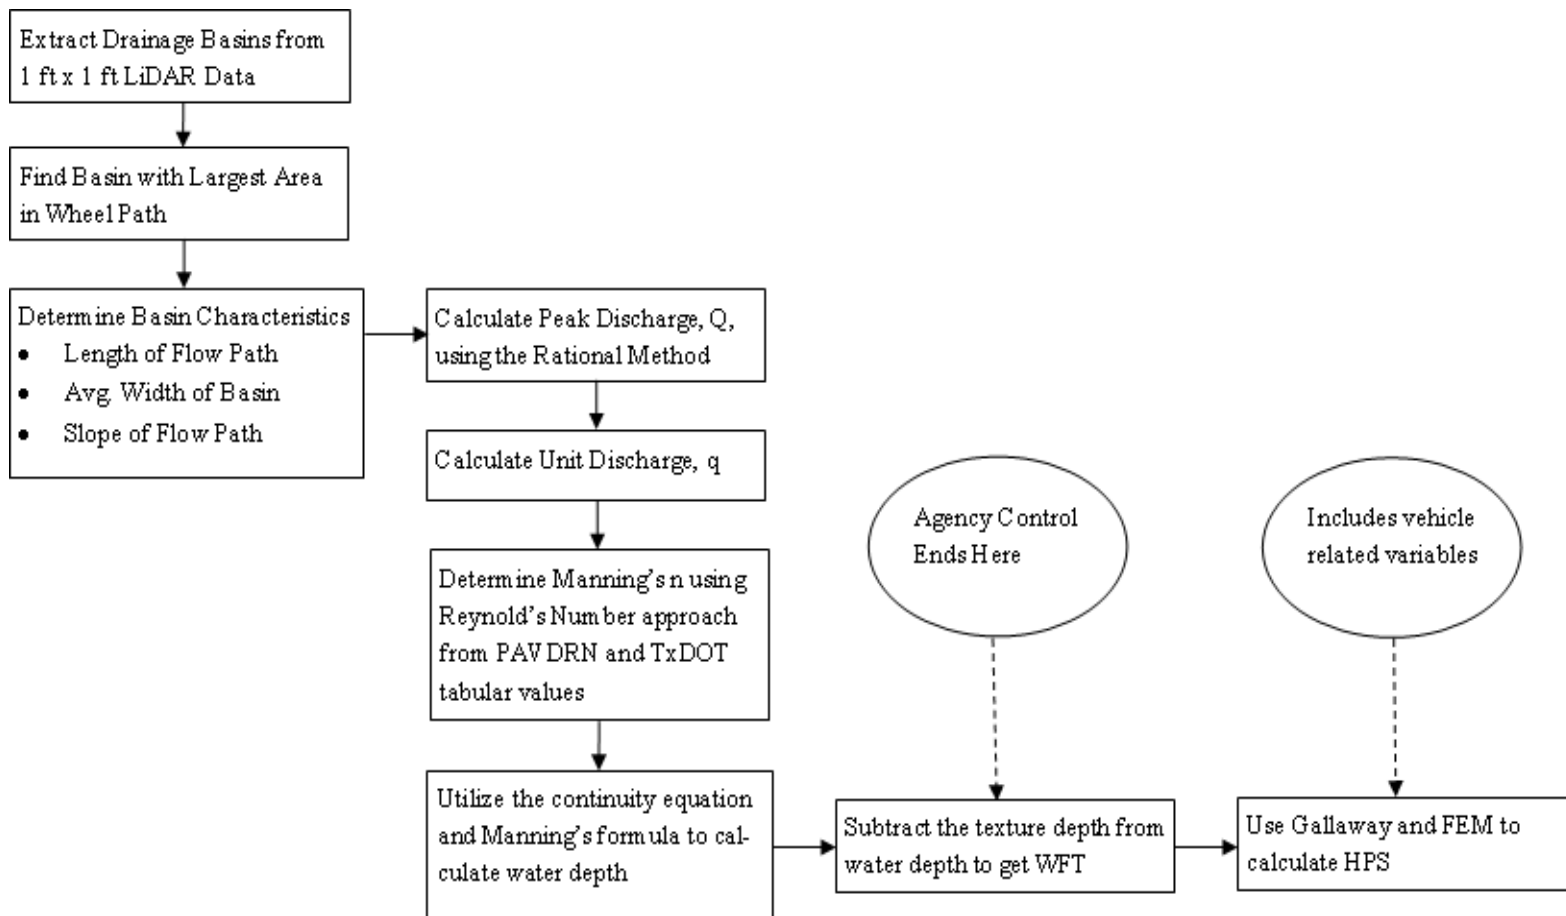 Extract Drainage Basins from
1 ft x 1 ft LiDAR Data
Find Basin with Largest Area
in Wheel Path
Determine Basin Characteristics
• Length of Flow Path
• Avg. Width of Basin
• Slope of Flow Path
Calculate Peak Discharge, Q,
using the Rational Method
Calculate Unit Discharge, q
Determine Manning's n using
Reynold's Number approach
from PAVDRN and TxDOT
tabular values
Utilize the continuity equation
and Manning's formula to cal-
culate water depth
Agency Control
Ends Here
Subtract the texture depth from
water depth to get WFT
Includes vehicle
related variables
Use Gallaway and FEM to
calculate HPS